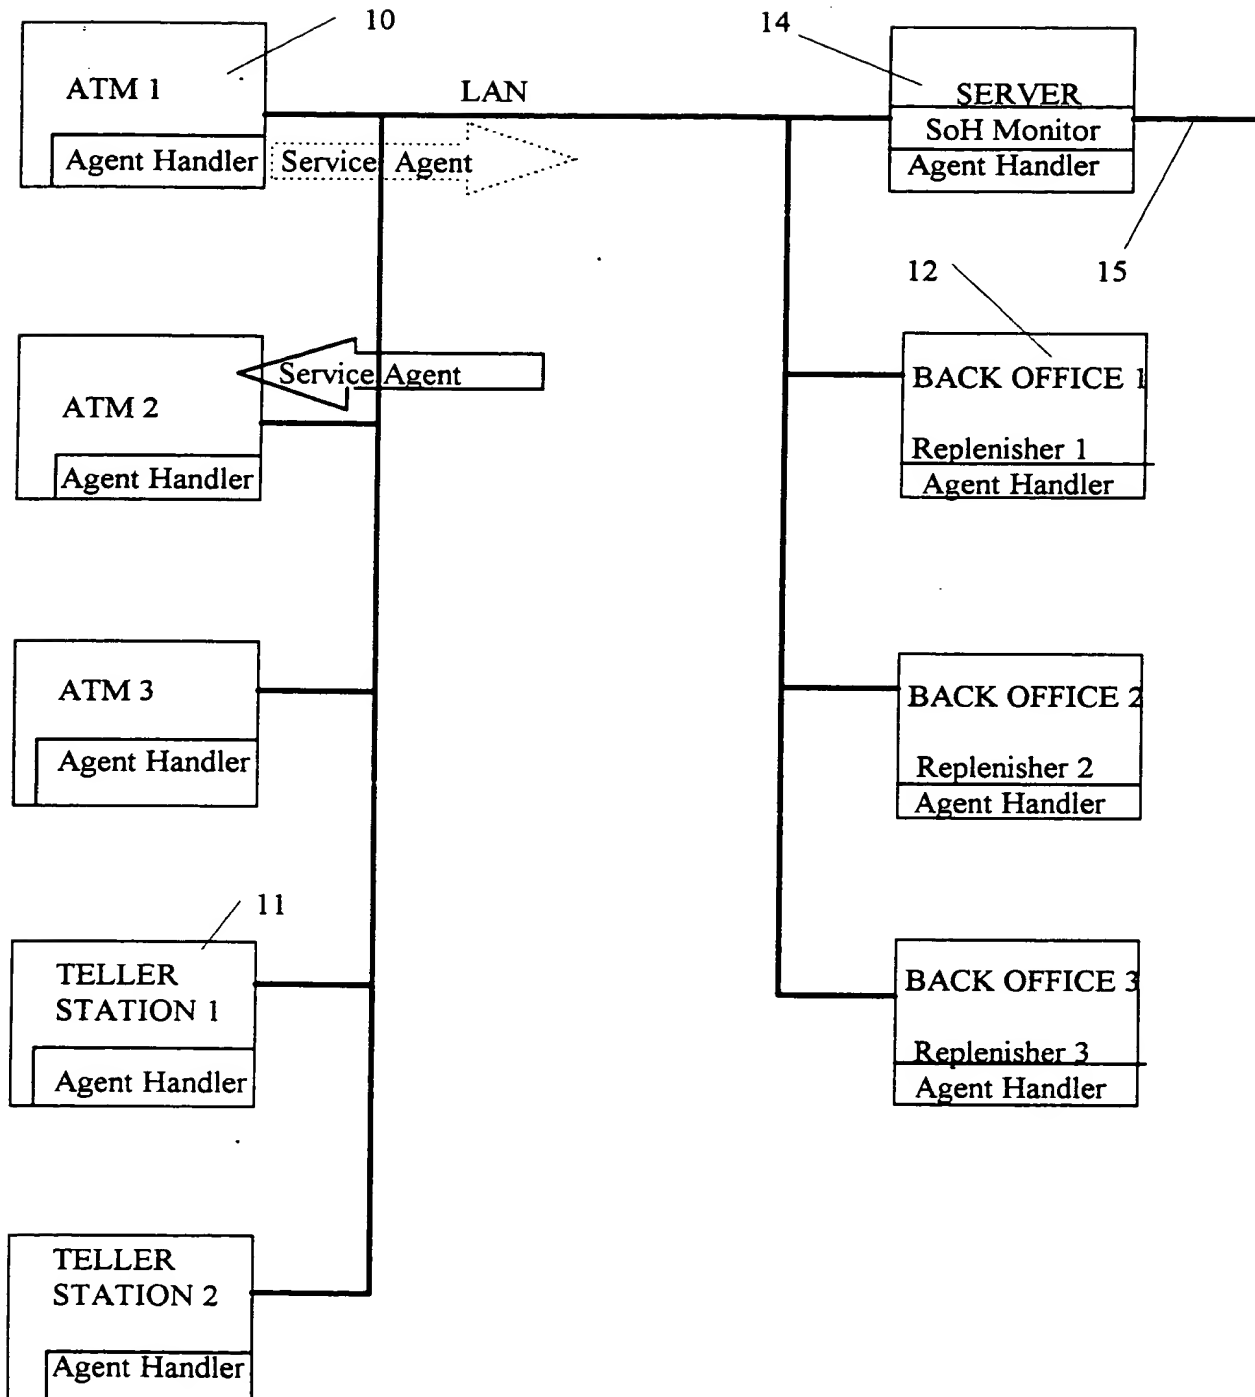 10
14
ATM 1
LAN
SERVER
SoH Monitor
Agent Handler
Service Agent
Agent Handler
15
12
Service Agent
BACK OFFICE 1
ATM 2
Replenisher 1
Agent Handler
Agent Handler
ATM 3
BACK OFFICE 2
Agent Handler
Replenisher 2
Agent Handler
11
TELLER
STATION 1
BACK OFFICE 3
Replenisher 3
Agent Handler
Agent Handler
TELLER
STATION 2
Agent Handler